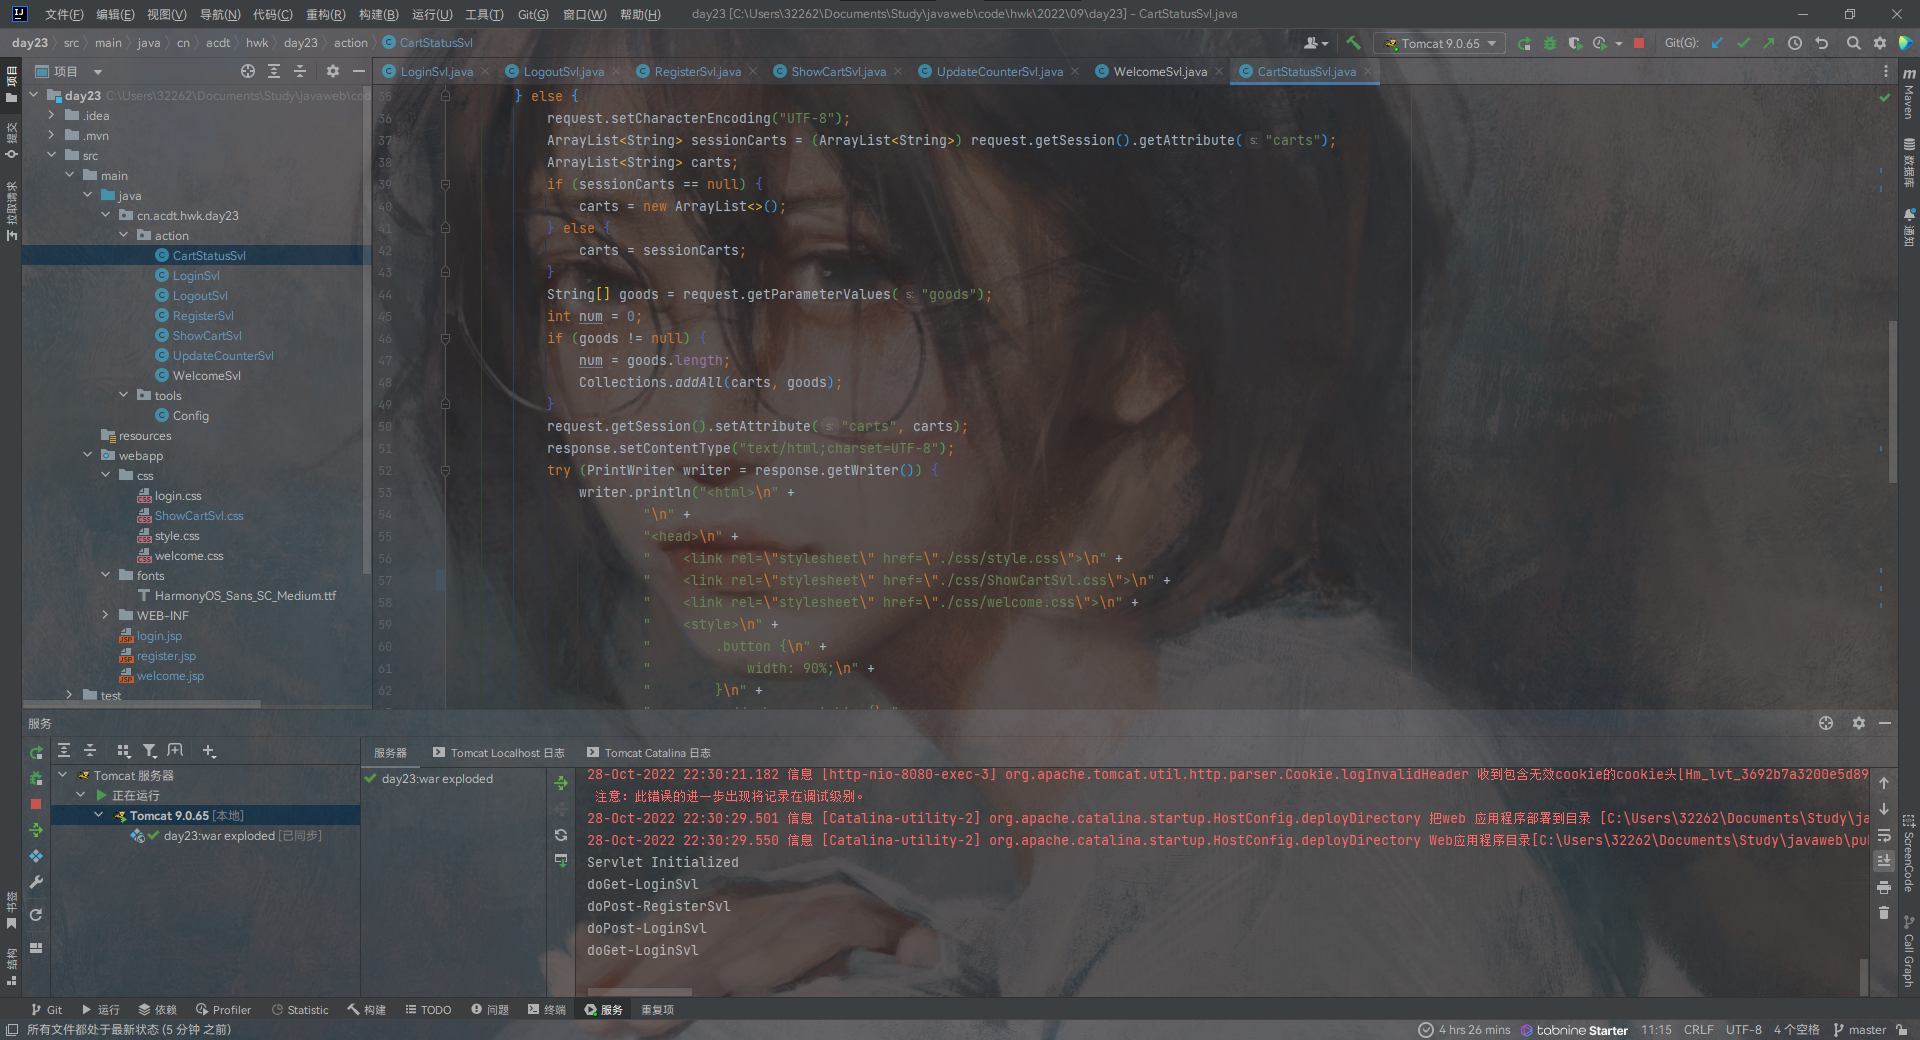 文件(F) 编辑(E) 视图(V) 导航(N) 代码(C) 重构(R) 构建(B) 运行(U) 工具(T) Git(G) 窗口(W) 帮助(H) day23 [C:\Users\32262\Documents\Study\javaweb\code\hwk\2022\09\day23] - CartStatusSvl.java
day23 src main java cn acdt hwk day23 action CartStatusSvl Tomcat 9.0.65 Git(G):
项目
LoginSvl.java LogoutSvl.java RegisterSvl.java ShowCartSvl.java UpdateCounterSvl.java WelcomeSvl.java CartStatusSvl.java
项目
提交
拉取请求
书签
结构
day23 C:\Users\32262\Documents\Study\javaweb\code
.idea
.mvn
src
main
java
cn.acdt.hwk.day23
action
CartStatusSvl
LoginSvl
LogoutSvl
RegisterSvl
ShowCartSvl
UpdateCounterSvl
WelcomeSvl
tools
Config
resources
webapp
css
login.css
ShowCartSvl.css
style.css
welcome.css
fonts
HarmonyOS_Sans_SC_Medium.ttf
WEB-INF
login.jsp
register.jsp
welcome.jsp
test
35 } else {
36 request.setCharacterEncoding("UTF-8");
37 ArrayList<String> sessionCarts = (ArrayList<String>) request.getSession().getAttribute( s: "carts");
38 ArrayList<String> carts;
39 if (sessionCarts == null) {
40 carts = new ArrayList<>();
41 } else {
42 carts = sessionCarts;
43 }
44 String[] goods = request.getParameterValues( s: "goods");
45 int num = 0;
46 if (goods != null) {
47 num = goods.length;
48 Collections.addAll(carts, goods);
49 }
50 request.getSession().setAttribute( s: "carts", carts);
51 response.setContentType("text/html;charset=UTF-8");
52 try (PrintWriter writer = response.getWriter()) {
53 writer.println("<html>\n" +
54 "\n" +
55 "<head>\n" +
56 " <link rel=\"stylesheet\" href=\"./css/style.css\">\n" +
57 " <link rel=\"stylesheet\" href=\"./css/ShowCartSvl.css\">\n" +
58 " <link rel=\"stylesheet\" href=\"./css/welcome.css\">\n" +
59 " <style>\n" +
60 " .button {\n" +
61 " width: 90%;\n" +
62 " }\n" +
Maven
数据库
通知
ScreenCode
Call Graph
服务
Tomcat 服务器
正在运行
Tomcat 9.0.65 [本地]
day23:war exploded [已同步]
服务器 Tomcat Localhost 日志 Tomcat Catalina 日志
day23:war exploded
28-Oct-2022 22:30:21.182 信息 [http-nio-8080-exec-3] org.apache.tomcat.util.http.parser.Cookie.logInvalidHeader 收到包含无效cookie的cookie头[Hm_lvt_3692b7a3200e5d89
注意: 此错误的进一步出现将记录在调试级别。
28-Oct-2022 22:30:29.501 信息 [Catalina-utility-2] org.apache.catalina.startup.HostConfig.deployDirectory 把web 应用程序部署到目录 [C:\Users\32262\Documents\Study\ja
28-Oct-2022 22:30:29.550 信息 [Catalina-utility-2] org.apache.catalina.startup.HostConfig.deployDirectory Web应用程序目录[C:\Users\32262\Documents\Study\javaweb\pu
Servlet Initialized
doGet-LoginSvl
doPost-RegisterSvl
doPost-LoginSvl
doGet-LoginSvl
Git 运行 依赖 Profiler Statistic 构建 TODO 问题 终端 服务 重复项
所有文件都处于最新状态 (5 分钟 之前) 4 hrs 26 mins tabnine Starter 11:15 CRLF UTF-8 4 个空格 master